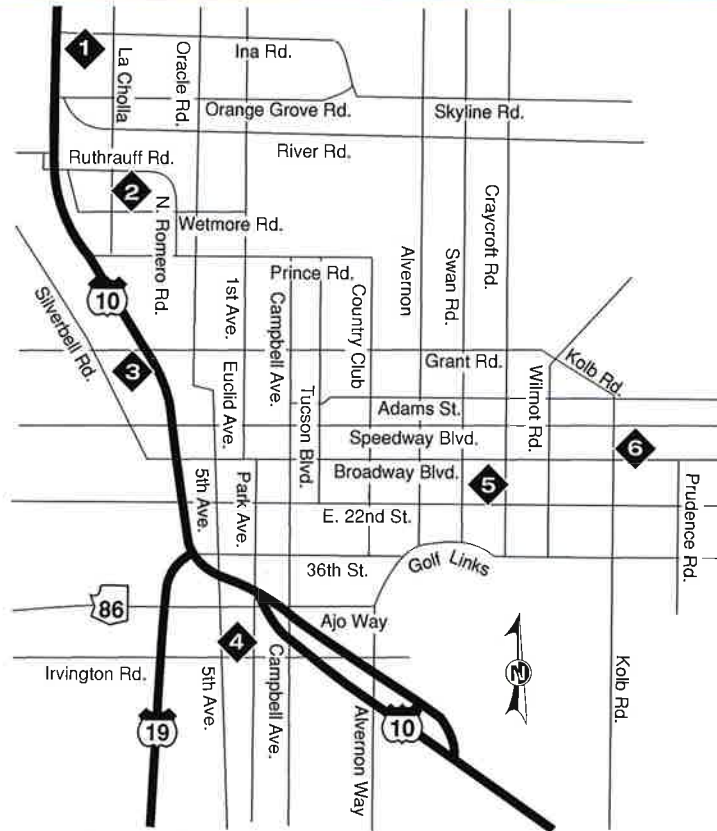 1
Ina Rd.
La Cholla
Oracle Rd.
Orange Grove Rd.
Skyline Rd.
River Rd.
Ruthrauff Rd.
2
N. Romero Rd.
Wetmore Rd.
Craycroft Rd.
Swan Rd.
Alvernon
Prince Rd.
10
Silverbell Rd.
1st Ave.
Campbell Ave.
Country Club
3
Grant Rd.
Kolb Rd.
Euclid Ave.
Tucson Blvd.
Wilmot Rd.
Adams St.
Speedway Blvd.
6
Broadway Blvd.
5
5th Ave.
Park Ave.
Prudence Rd.
E. 22nd St.
36th St.
Golf Links
86
Ajo Way
4
N
Irvington Rd.
5th Ave.
Campbell Ave.
Alvernon Way
Kolb Rd.
19
10